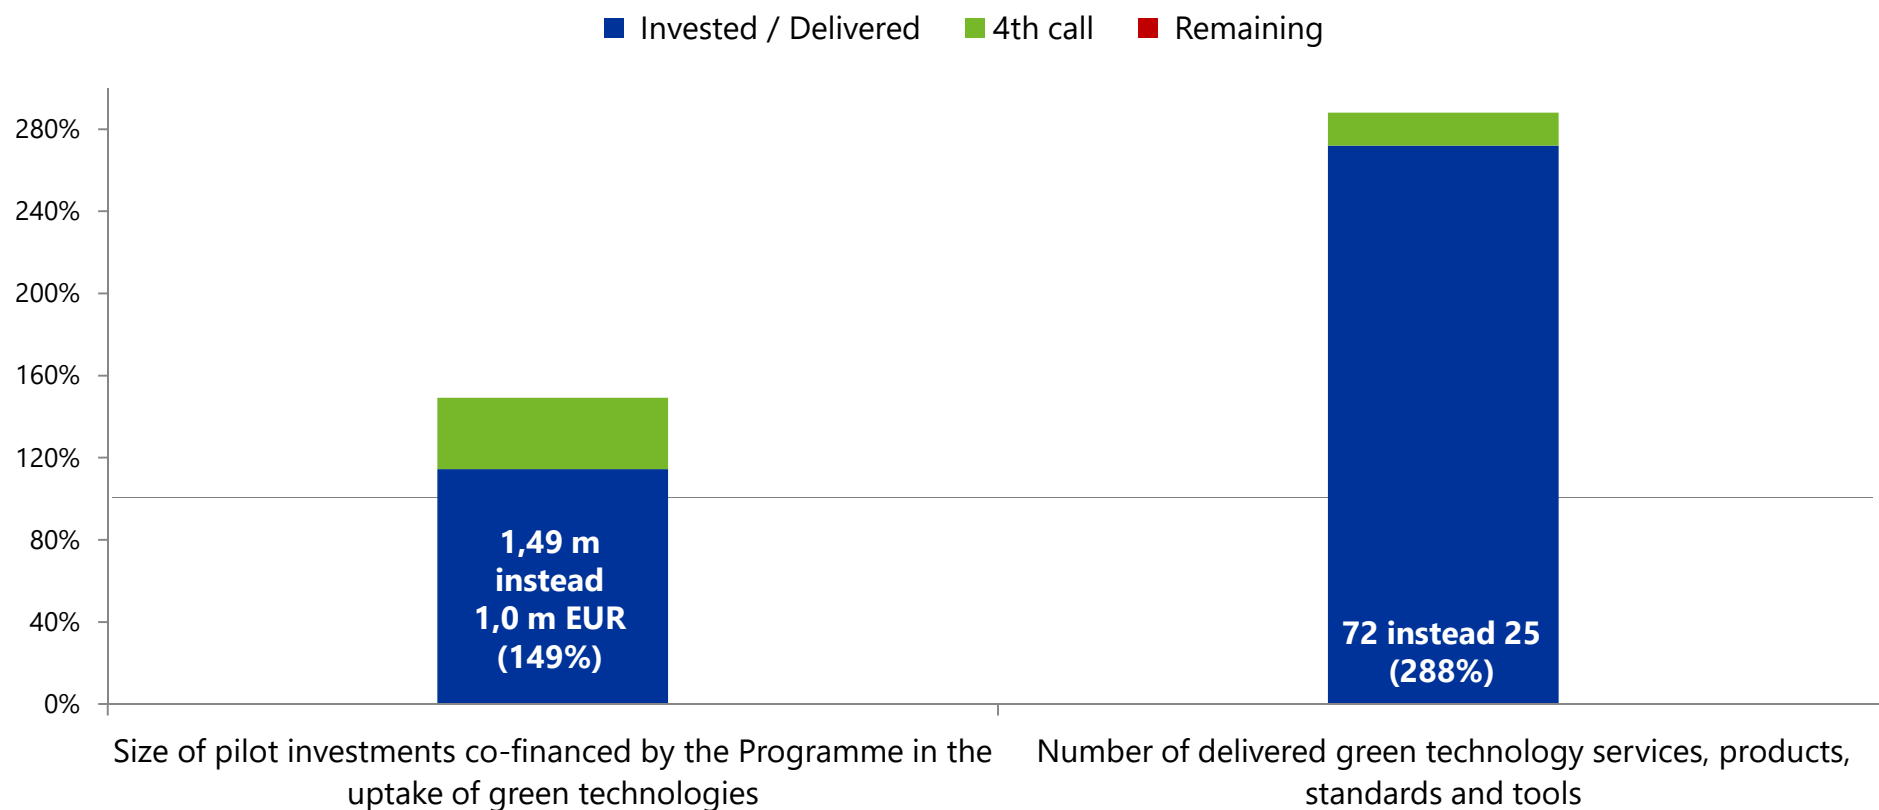 Invested / Delivered 4th call Remaining
280%
240%
200%
160%
120%
80%
40%
0%
1,49 m
instead
1,0 m EUR
(149%)
72 instead 25
(288%)
Size of pilot investments co-financed by the Programme in the
uptake of green technologies
Number of delivered green technology services, products,
standards and tools